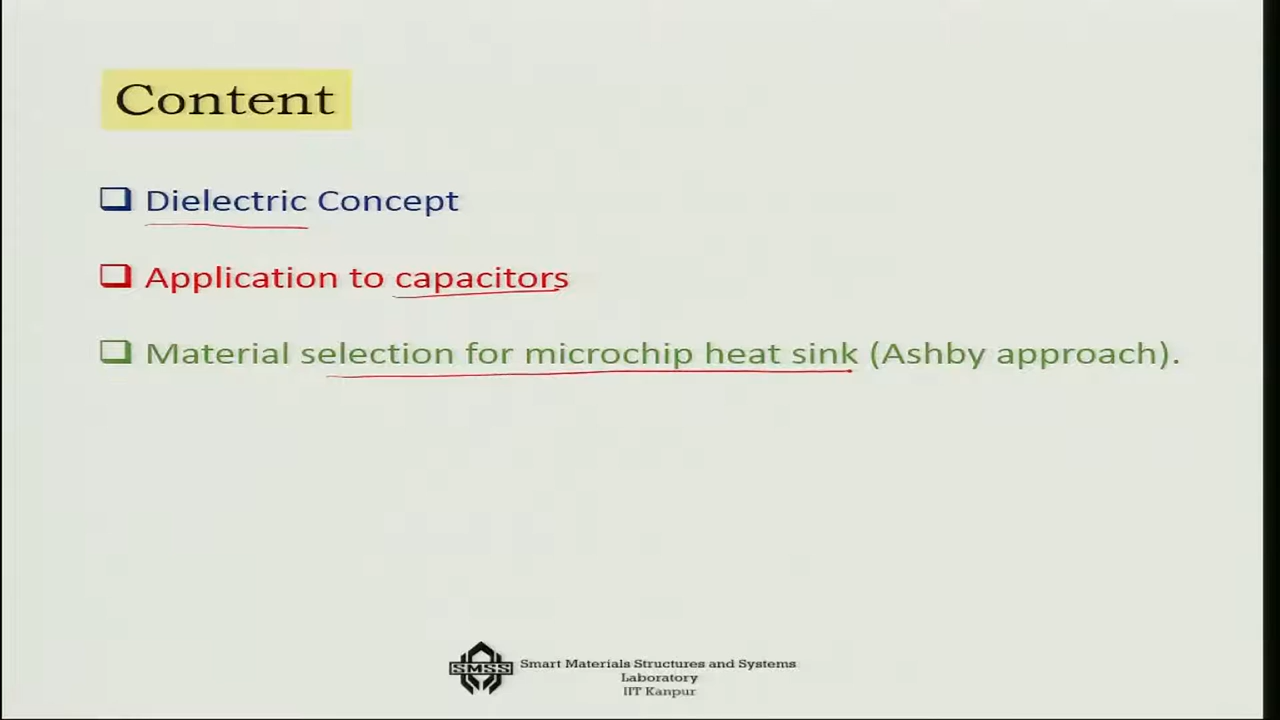 Content
Dielectric Concept
Application to capacitors
Material selection for microchip heat sink (Ashby approach).
SMSS
Smart Materials Structures and Systems
Laboratory
IIT Kanpur